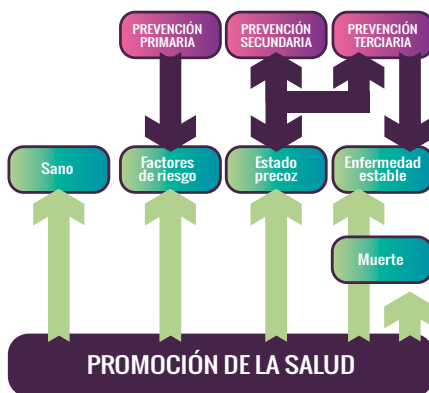 PREVENCIÓN
PRIMARIA
PREVENCIÓN
SECUNDARIA
PREVENCIÓN
TERCIARIA
Sano
Factores
de riesgo
Estado
precoz
Enfermedad
estable
Muerte
PROMOCIÓN DE LA SALUD